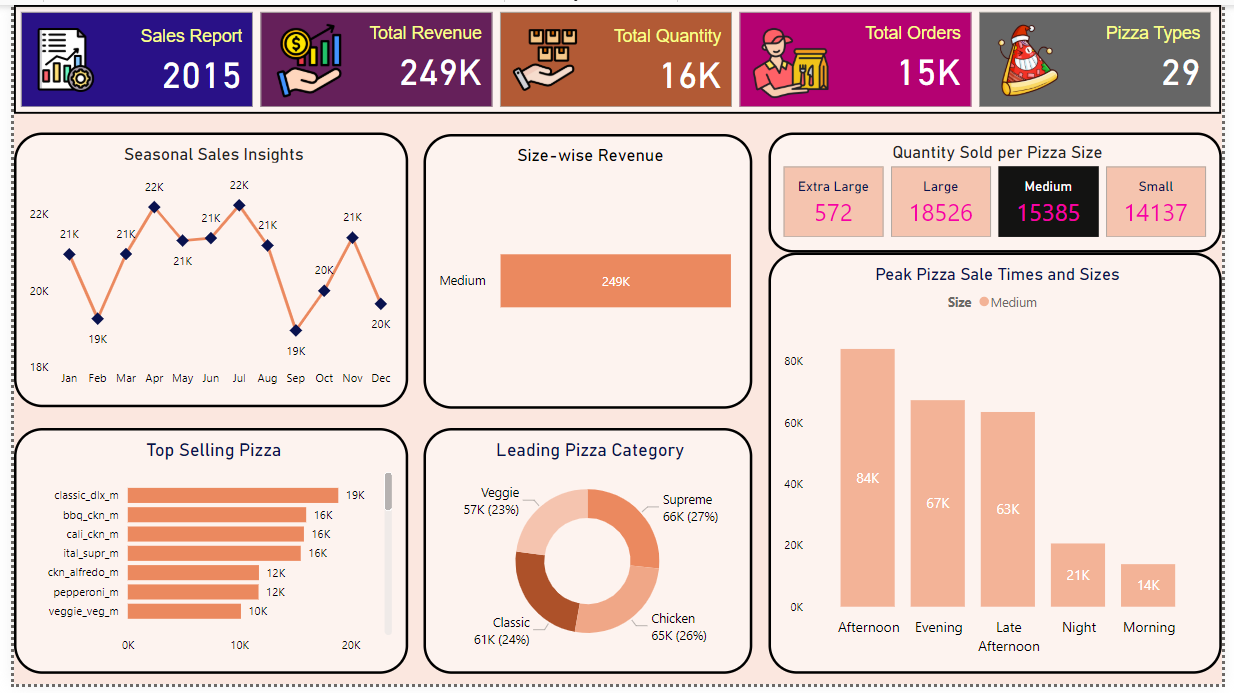 Sales Report
2015
Total Revenue
249K
Total Quantity
16K
Total Orders
15K
Pizza Types
29
Seasonal Sales Insights
22K
20K
18K
21K
19K
21K
22K
21K
21K
22K
21K
19K
20K
21K
20K
Jan Feb Mar Apr May Jun Jul Aug Sep Oct Nov Dec
Size-wise Revenue
Medium
249K
Quantity Sold per Pizza Size
Extra Large
572
Large
18526
Medium
15385
Small
14137
Peak Pizza Sale Times and Sizes
Size Medium
80K
60K
40K
20K
0K
84K
67K
63K
21K
14K
Afternoon Evening Late Afternoon Night Morning
Top Selling Pizza
classic_dlx_m 19K
bbq_ckn_m 16K
cali_ckn_m 16K
ital_supr_m 16K
ckn_alfredo_m 12K
pepperoni_m 12K
veggie_veg_m 10K
0K 10K 20K
Leading Pizza Category
Veggie
57K (23%)
Supreme
66K (27%)
Classic
61K (24%)
Chicken
65K (26%)